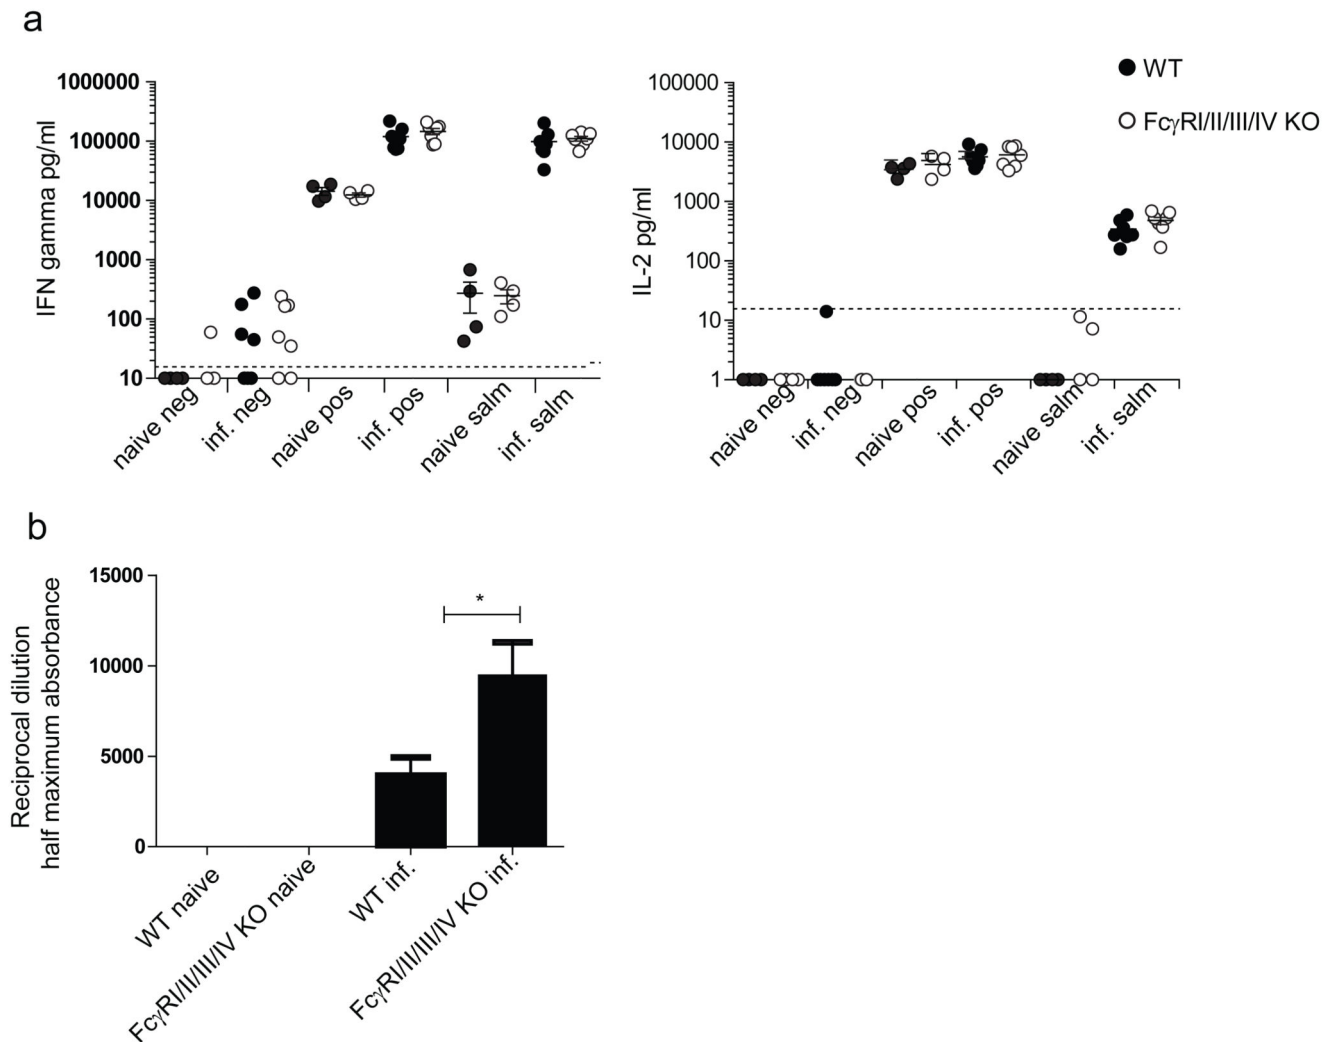 a
1000000
100000
10000
1000
100
10
IFN gamma pg/ml
naive neg
inf. neg
naive pos
inf. pos
naive salm
inf. salm
100000
10000
1000
100
10
1
IL-2 pg/ml
naive neg
inf. neg
naive pos
inf. pos
naive salm
inf. salm
WT
FcγRI/II/III/IV KO
b
15000
10000
5000
0
Reciprocal dilution
half maximum absorbance
*
WT naive
FcγRI/II/III/IV KO naive
WT inf.
FcγRI/II/III/IV KO inf.